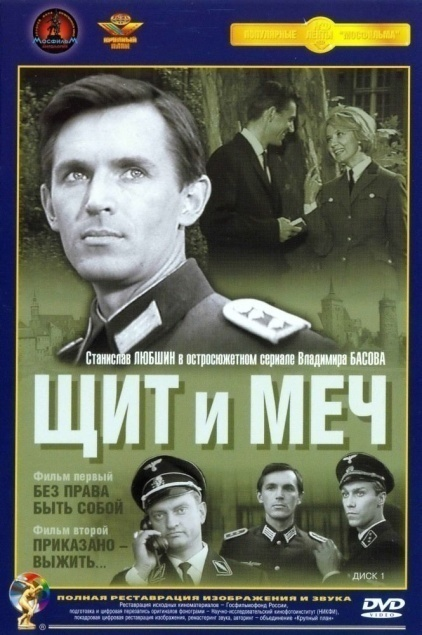 МОСФИЛЬМ
КРУПНЫЙ
ПЛАН
ПОПУЛЯРНЫЕ ЛЕНТЫ "МОСФИЛЬМА"
Станислав ЛЮБШИН в остросюжетном сериале Владимира БАСОВА
ЩИТ и МЕЧ
Фильм первый
БЕЗ ПРАВА
БЫТЬ СОБОЙ
Фильм второй
ПРИКАЗАНО –
ВЫЖИТЬ...
ДИСК 1
ПОЛНАЯ РЕСТАВРАЦИЯ ИЗОБРАЖЕНИЯ И ЗВУКА
Реставрация исходных киноматериалов – Госфильмофонд России,
подготовка и цифровая перезапись оригиналов фонограмм – Научно-исследовательский кинофотоинститут (НИКФИ),
покадровая цифровая реставрация изображения, ремастеринг звука, авторинг – объединение «Крупный план»
DVD
VIDEO